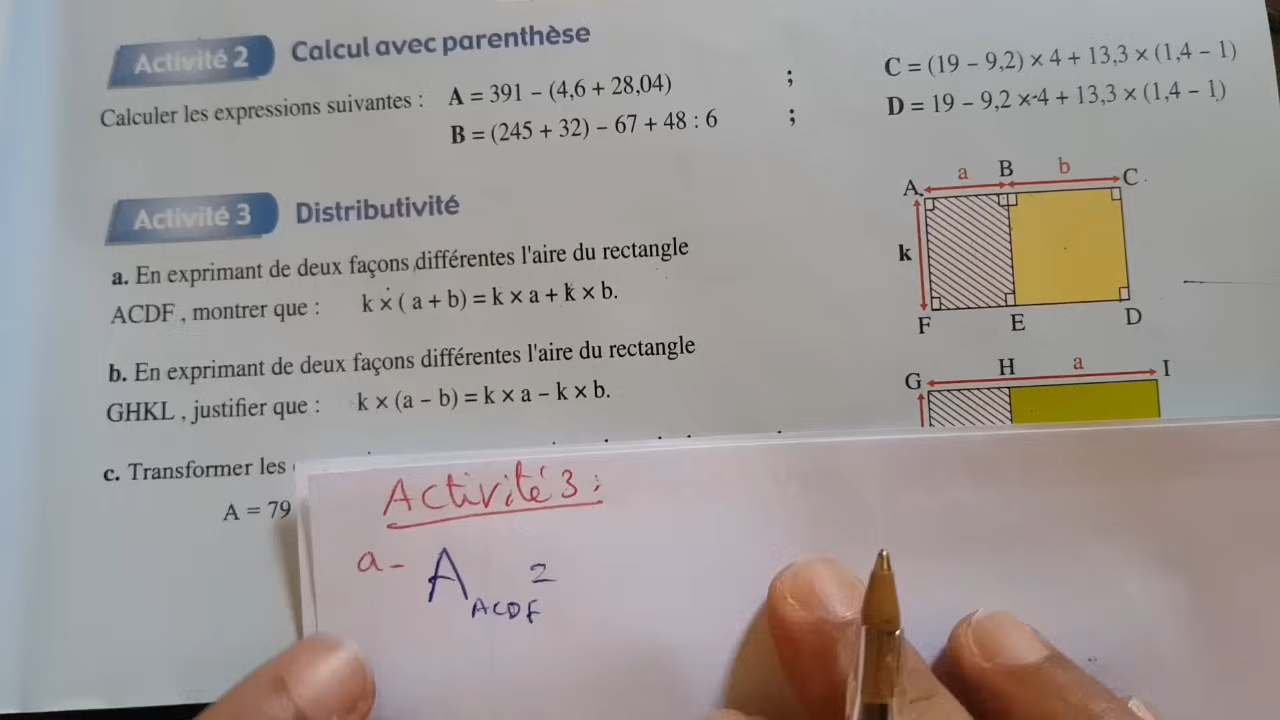 Activité 2 Calcul avec parenthèse
Calculer les expressions suivantes : A = 391 – (4,6 + 28,04) ; C = (19 – 9,2) × 4 + 13,3 × (1,4 – 1)
B = (245 + 32) – 67 + 48 : 6 ; D = 19 – 9,2 × 4 + 13,3 × (1,4 – 1)
Activité 3 Distributivité
a. En exprimant de deux façons différentes l'aire du rectangle
ACDF , montrer que : k × ( a + b) = k × a + k × b.
b. En exprimant de deux façons différentes l'aire du rectangle
GHKL , justifier que : k × (a – b) = k × a – k × b.
c. Transformer les
A = 79
A a B b C
k
F E D
G H a I
Activité 3 :
a - A ACDF =